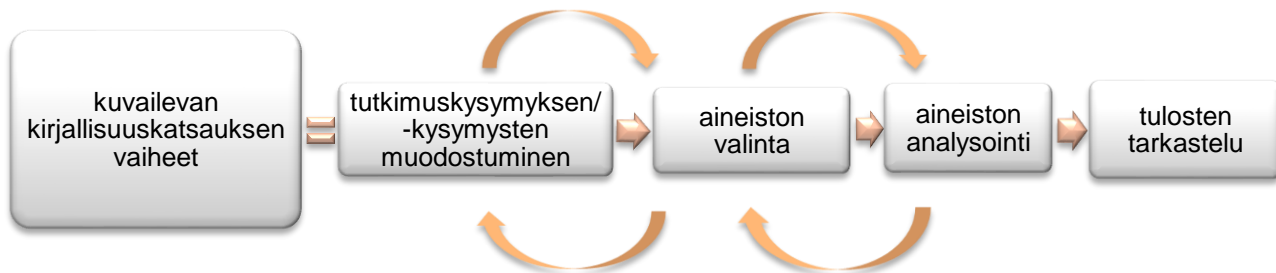 kuvailevan
kirjallisuuskatsauksen
vaiheet
=
tutkimuskysymyksen/
-kysymysten
muodostuminen
aineiston
valinta
aineiston
analysointi
tulosten
tarkastelu